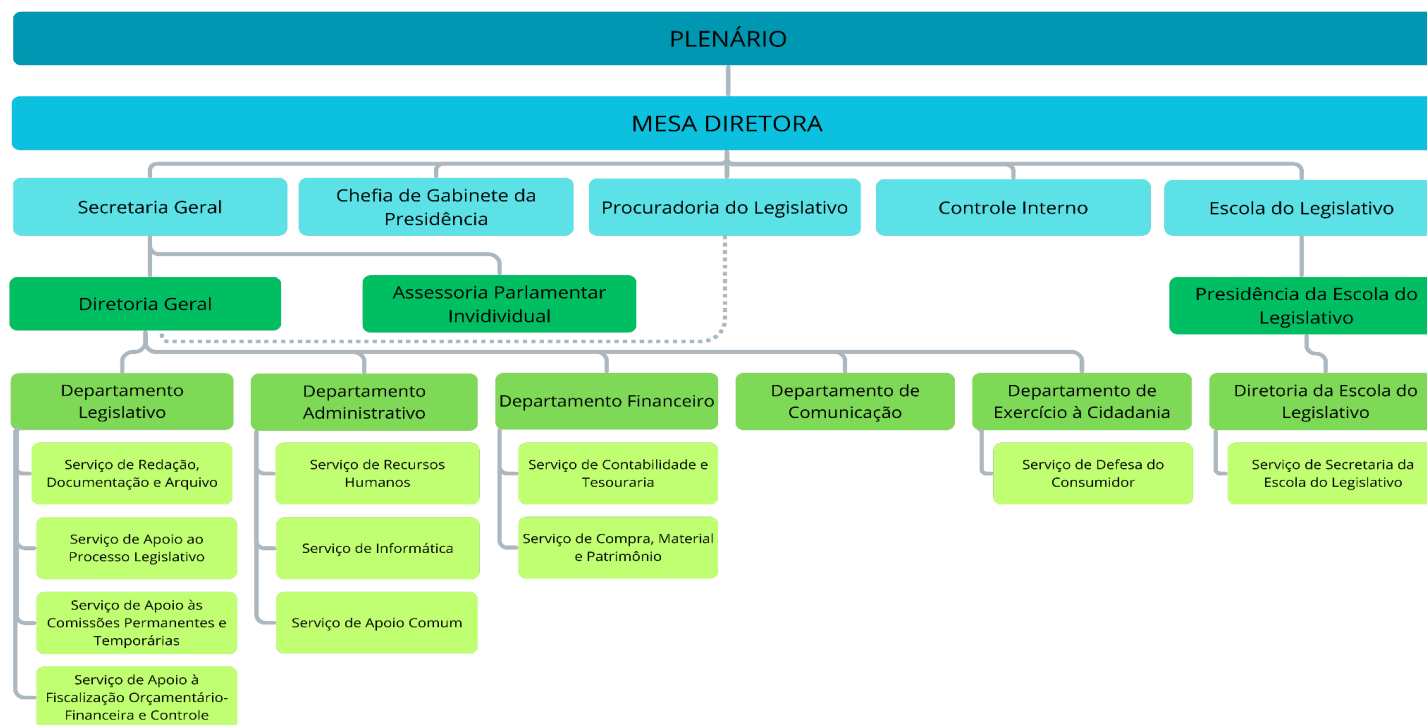 PLENÁRIO
MESA DIRETORA
Secretaria Geral
Chefia de Gabinete da
Presidência
Procuradoria do Legislativo
Controle Interno
Escola do Legislativo
Diretoria Geral
Assessoria Parlamentar
Invidividual
Presidência da Escola do
Legislativo
Departamento
Legislativo
Departamento
Administrativo
Departamento Financeiro
Departamento de
Comunicação
Departamento de
Exercício à Cidadania
Diretoria da Escola do
Legislativo
Serviço de Redação,
Documentação e Arquivo
Serviço de Recursos
Humanos
Serviço de Contabilidade e
Tesouraria
Serviço de Defesa do
Consumidor
Serviço de Secretaria da
Escola do Legislativo
Serviço de Apoio ao
Processo Legislativo
Serviço de Informática
Serviço de Compra, Material
e Patrimônio
Serviço de Apoio às
Comissões Permanentes e
Temporárias
Serviço de Apoio Comum
Serviço de Apoio à
Fiscalização Orçamentário-
Financeira e Controle